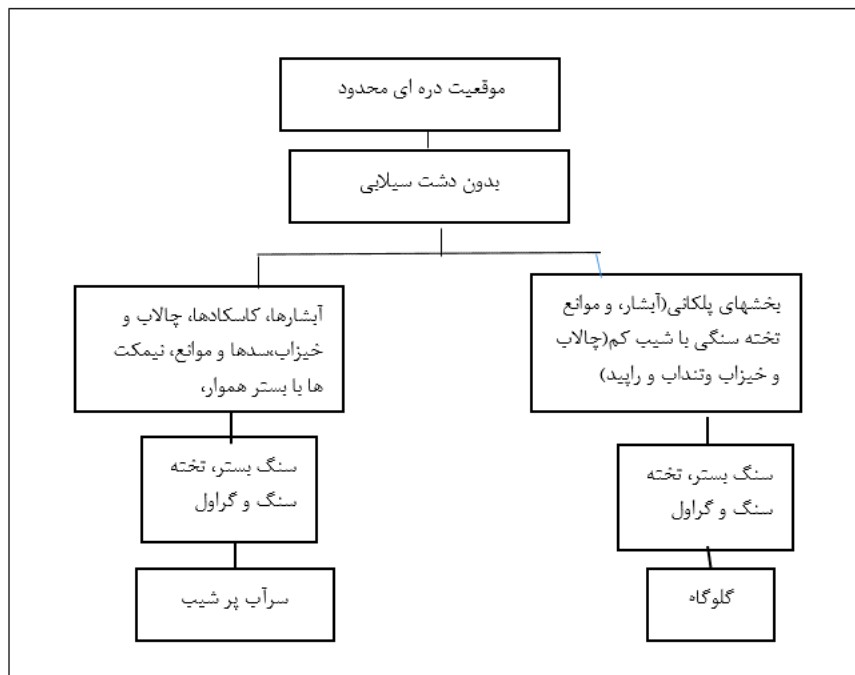 موقعیت دره ای محدود
بدون دشت سیلابی
بخشهای پلکانی(آبشار، و موانع
تخته سنگی با شیب کم(چالاب
و خیزاب وتنداب و راپید)
سنگ بستر، تخته
سنگ و گراول
گلوگاه
آبشارها، کاسکادها، چالاب و
خیزاب،سدها و موانع، نیمکت
ها با بستر هموار،
سنگ بستر، تخته
سنگ و گراول
سرآب پر شیب